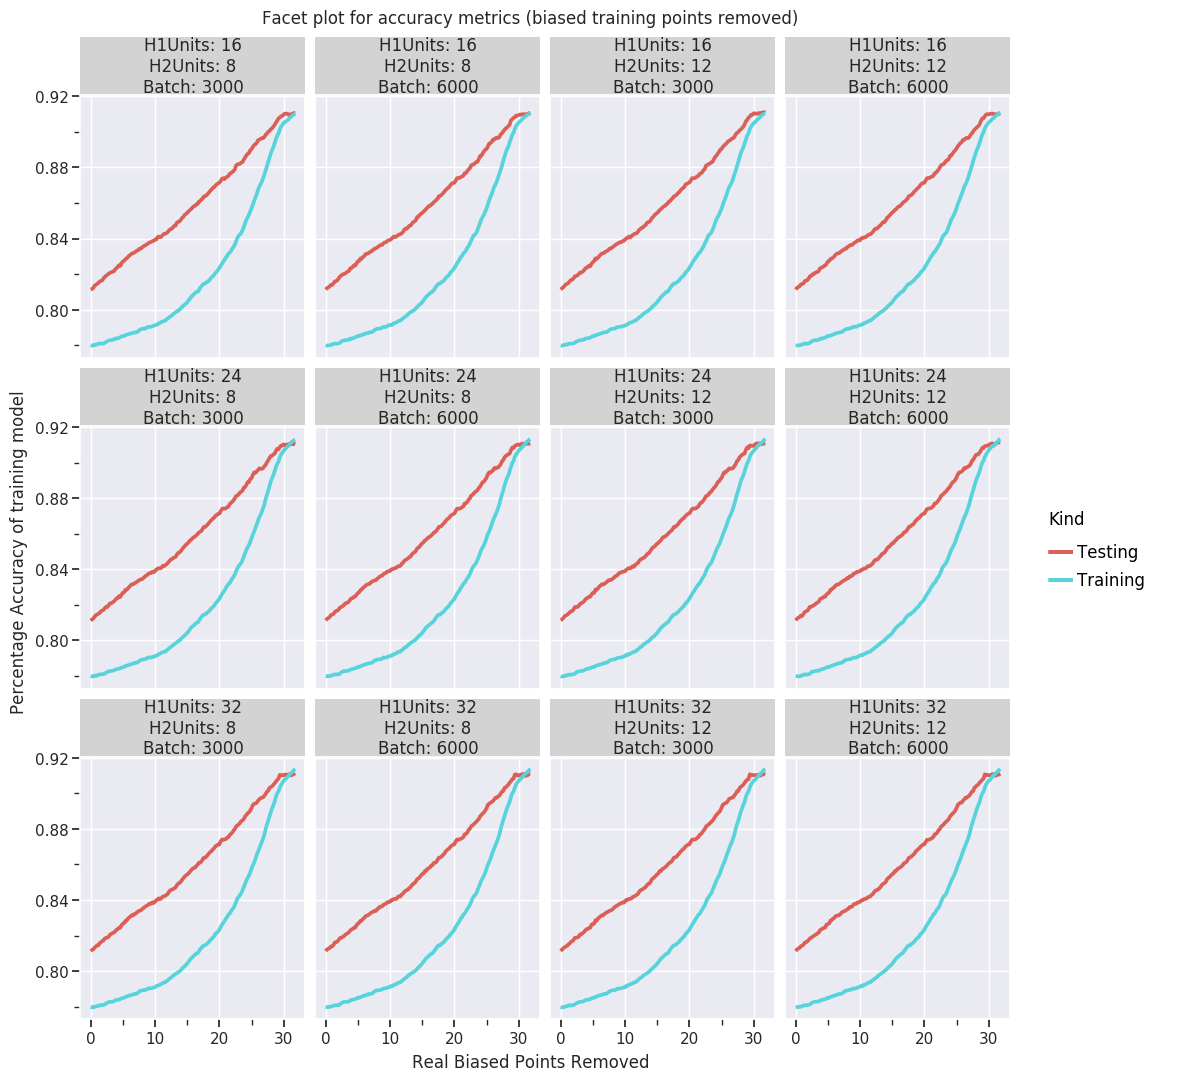 Facet plot for accuracy metrics (biased training points removed)
H1Units: 16
H2Units: 8
Batch: 3000
H1Units: 16
H2Units: 8
Batch: 6000
H1Units: 16
H2Units: 12
Batch: 3000
H1Units: 16
H2Units: 12
Batch: 6000
0.92
0.88
0.84
0.80
H1Units: 24
H2Units: 8
Batch: 3000
H1Units: 24
H2Units: 8
Batch: 6000
H1Units: 24
H2Units: 12
Batch: 3000
H1Units: 24
H2Units: 12
Batch: 6000
0.92
0.88
0.84
0.80
Percentage Accuracy of training model
Kind
Testing
Training
H1Units: 32
H2Units: 8
Batch: 3000
H1Units: 32
H2Units: 8
Batch: 6000
H1Units: 32
H2Units: 12
Batch: 3000
H1Units: 32
H2Units: 12
Batch: 6000
0.92
0.88
0.84
0.80
0 10 20 30 0 10 20 30 0 10 20 30 0 10 20 30
Real Biased Points Removed